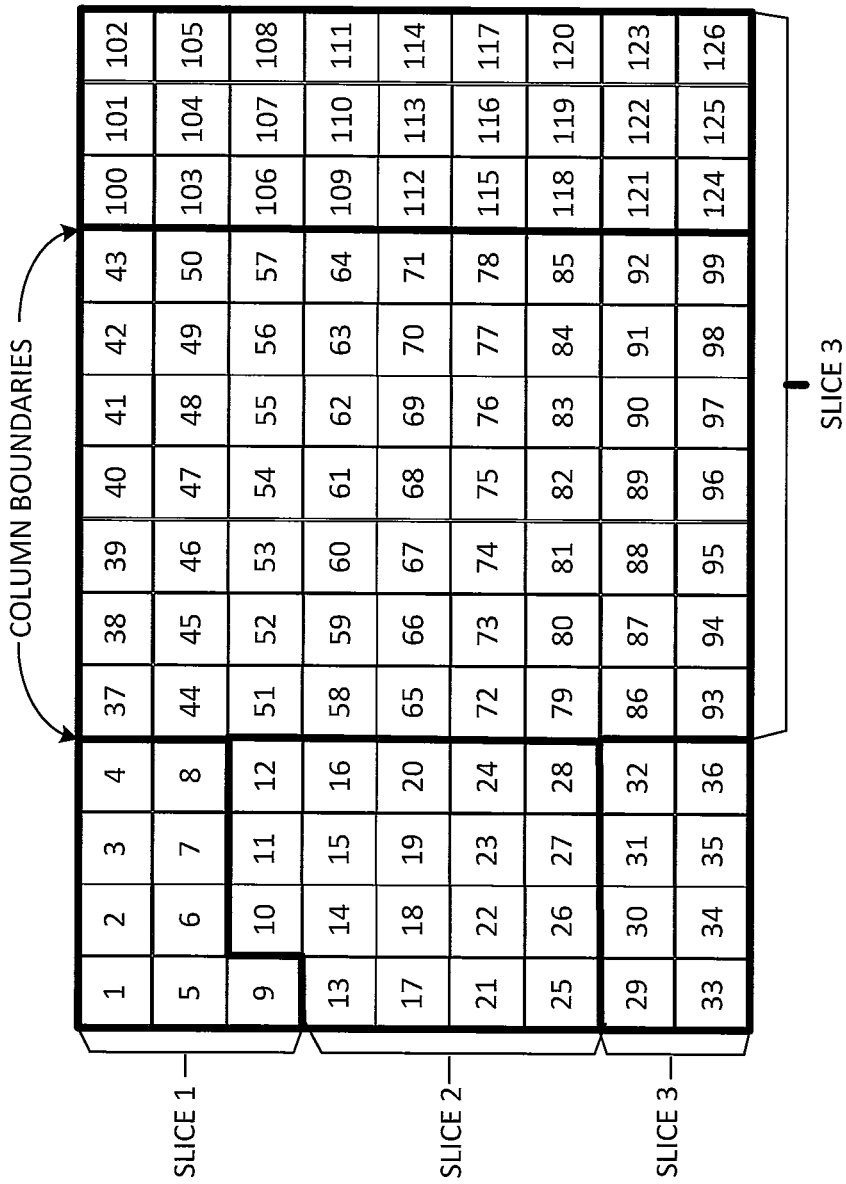 COLUMN BOUNDARIES
1 2 3 4 37 38 39 40 41 42 43 100 101 102
5 6 7 8 44 45 46 47 48 49 50 103 104 105
9 10 11 12 51 52 53 54 55 56 57 106 107 108
13 14 15 16 58 59 60 61 62 63 64 109 110 111
17 18 19 20 65 66 67 68 69 70 71 112 113 114
21 22 23 24 72 73 74 75 76 77 78 115 116 117
25 26 27 28 79 80 81 82 83 84 85 118 119 120
29 30 31 32 86 87 88 89 90 91 92 121 122 123
33 34 35 36 93 94 95 96 97 98 99 124 125 126
SLICE 1
SLICE 2
SLICE 3
SLICE 3